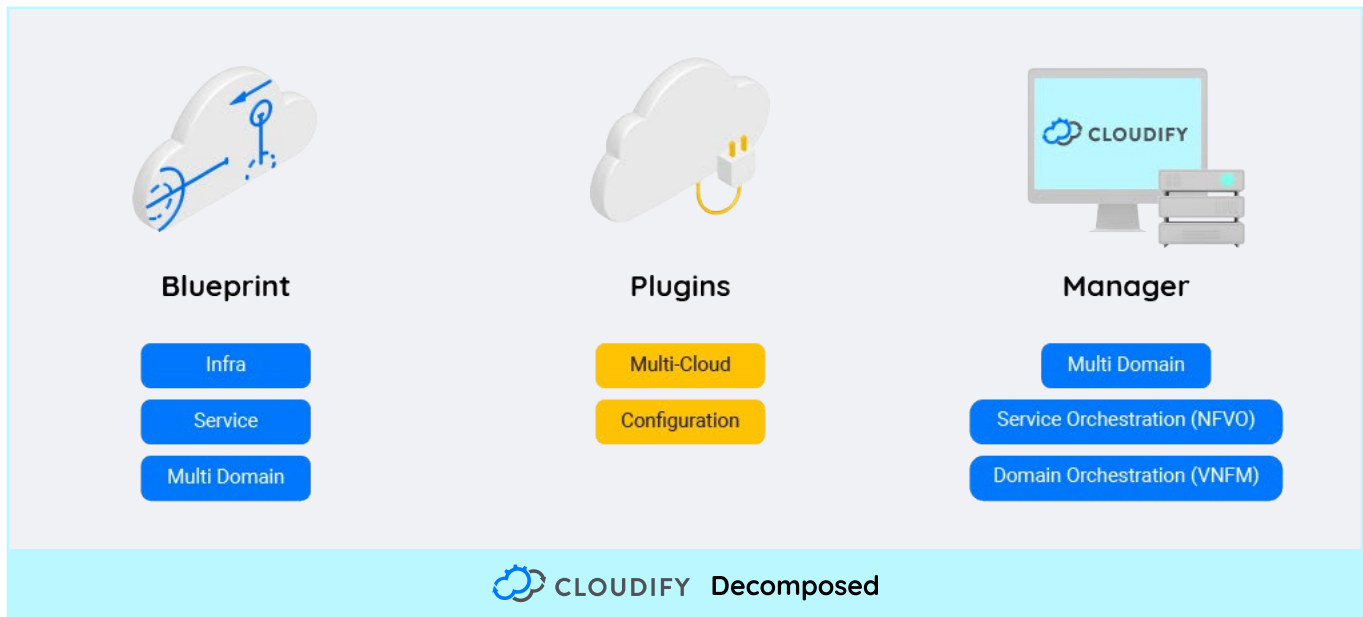 CLOUDIFY
Blueprint
Infra
Service
Multi Domain
Plugins
Multi-Cloud
Configuration
Manager
Multi Domain
Service Orchestration (NFVO)
Domain Orchestration (VNFM)
CLOUDIFY Decomposed